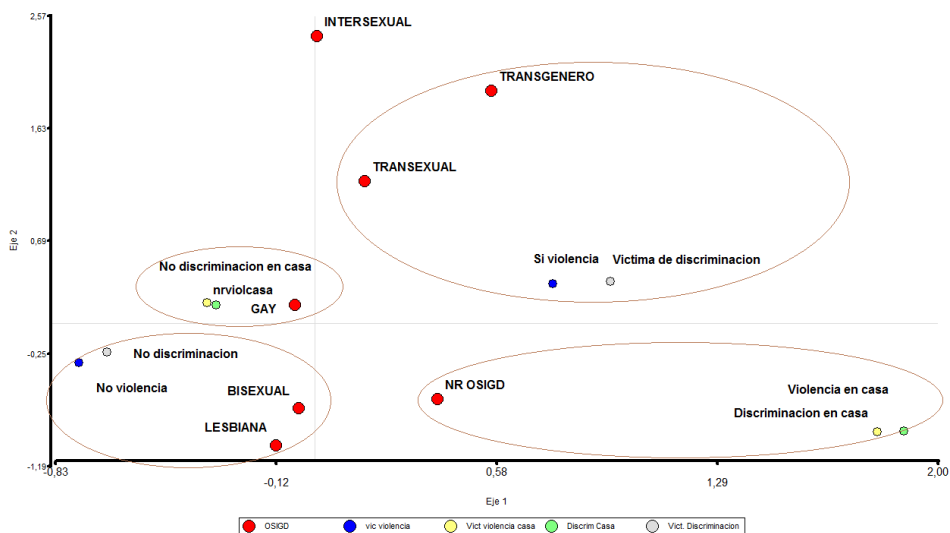 2,57
INTERSEXUAL
TRANSGENERO
1,63
TRANSEXUAL
Eje 2
0,69
No discriminacion en casa
Si violencia
Victima de discriminacion
nrviolcasa
GAY
-0,25
No discriminacion
No violencia
BISEXUAL
NR OSIGD
Violencia en casa
Discriminacion en casa
LESBIANA
-1,19
-0,83
-0,12
0,58
1,29
2,00
Eje 1
OSIGD
vic violencia
Vict violencia casa
Discrim Casa
Vict. Discriminacion